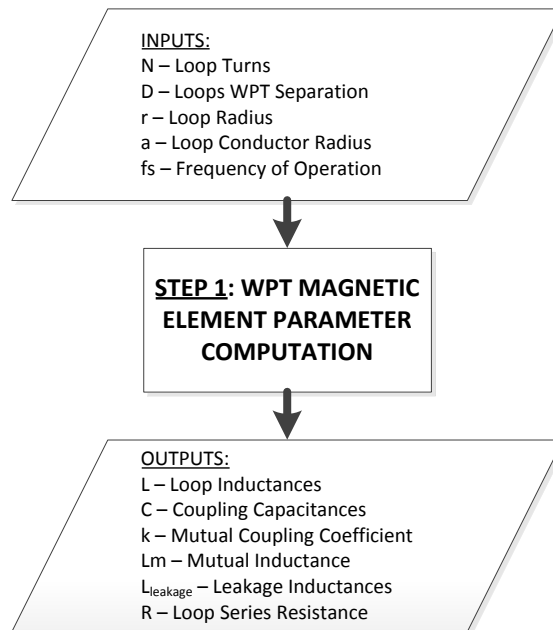 INPUTS:
N – Loop Turns
D – Loops WPT Separation
r – Loop Radius
a – Loop Conductor Radius
fs – Frequency of Operation
STEP 1: WPT MAGNETIC
ELEMENT PARAMETER
COMPUTATION
OUTPUTS:
L – Loop Inductances
C – Coupling Capacitances
k – Mutual Coupling Coefficient
Lm – Mutual Inductance
Lleakage – Leakage Inductances
R – Loop Series Resistance